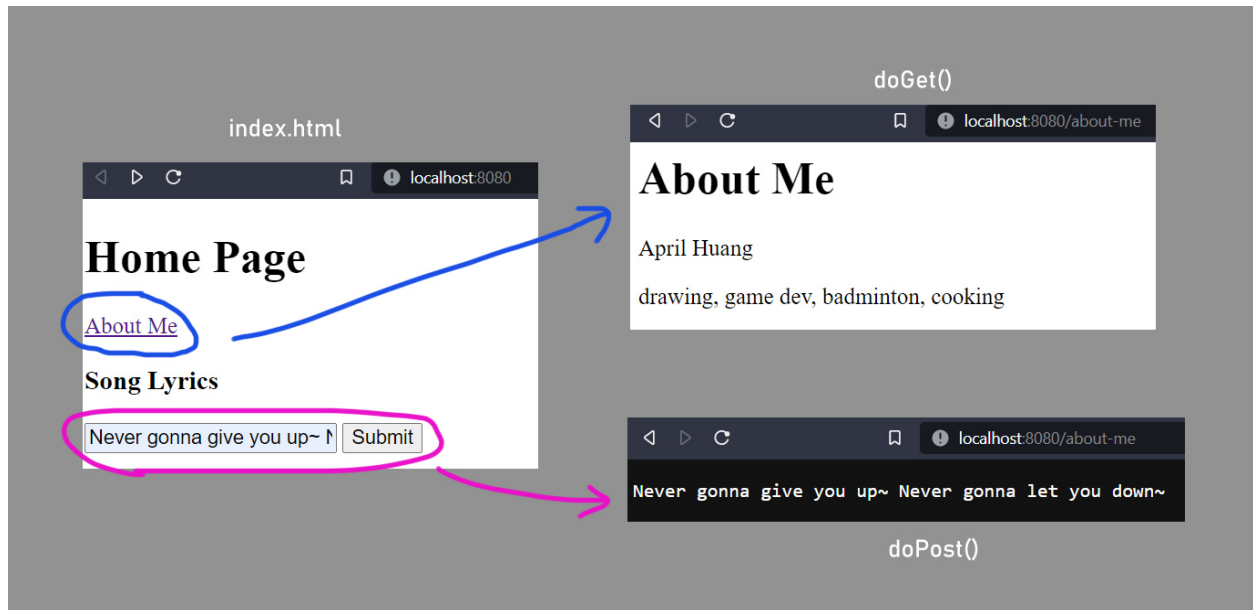 index.html
localhost:8080
Home Page
About Me
Song Lyrics
Never gonna give you up~ N Submit
doGet()
localhost:8080/about-me
About Me
April Huang
drawing, game dev, badminton, cooking
localhost:8080/about-me
Never gonna give you up~ Never gonna let you down~
doPost()